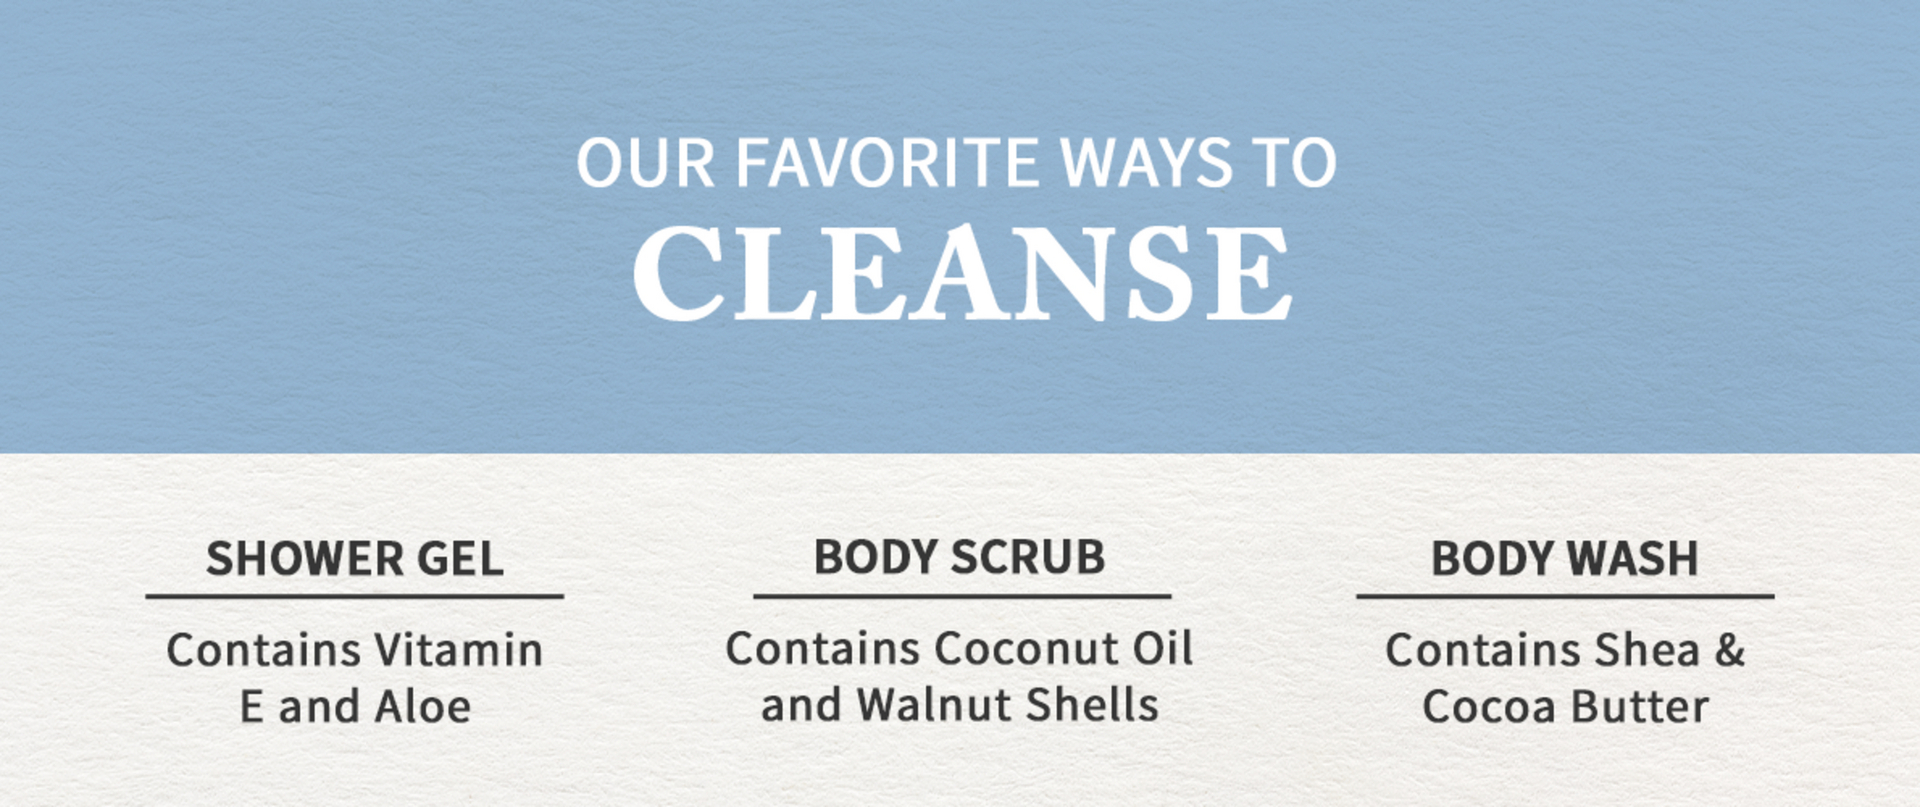 OUR FAVORITE WAYS TO
CLEANSE
SHOWER GEL
Contains Vitamin
E and Aloe
BODY SCRUB
Contains Coconut Oil
and Walnut Shells
BODY WASH
Contains Shea &
Cocoa Butter